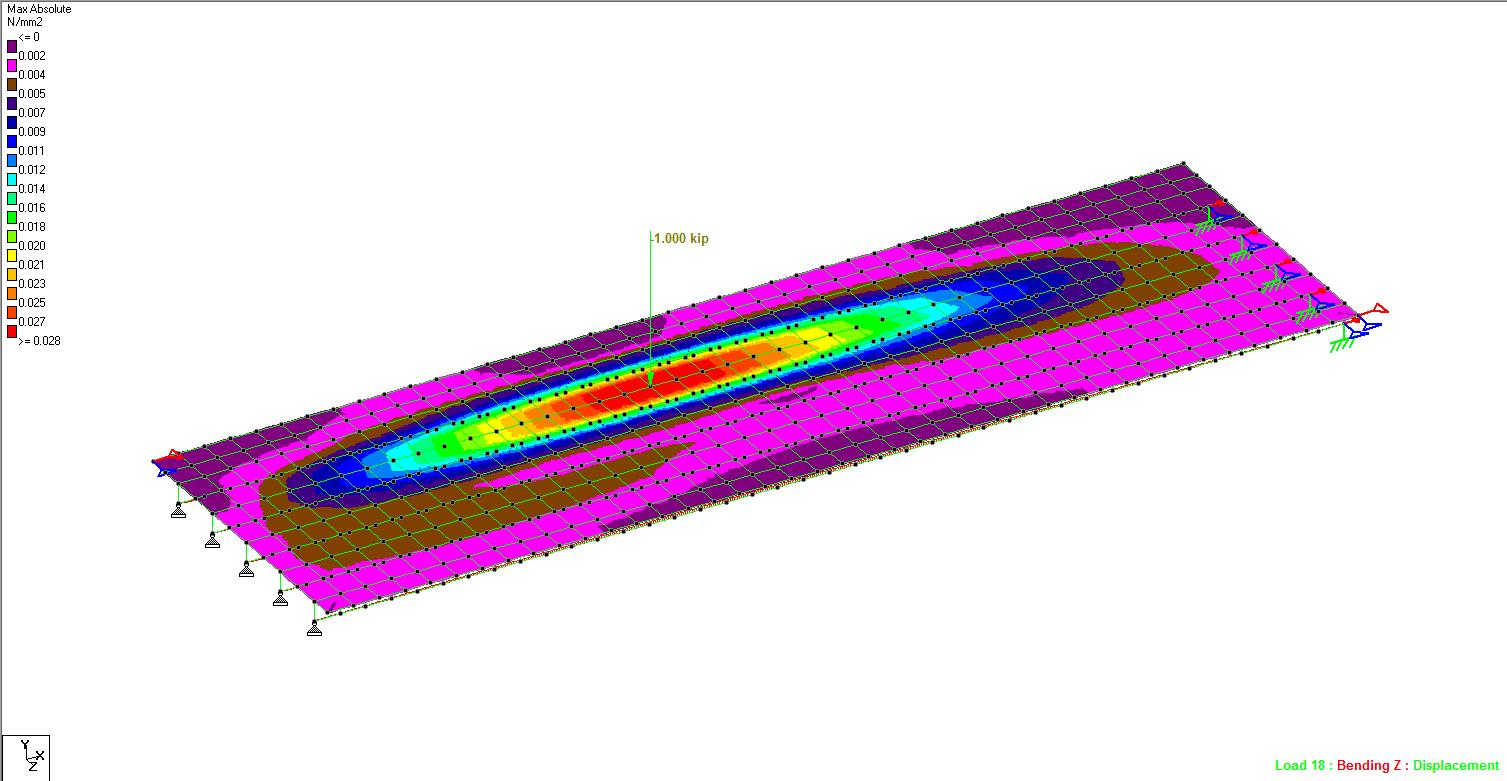 Max Absolute
N/mm2
<= 0
0.002
0.004
0.005
0.007
0.009
0.011
0.012
0.014
0.016
0.018
0.020
0.021
0.023
0.025
0.027
>= 0.028
-1.000 kip
Y
X
Z
Load 18 : Bending Z : Displacement